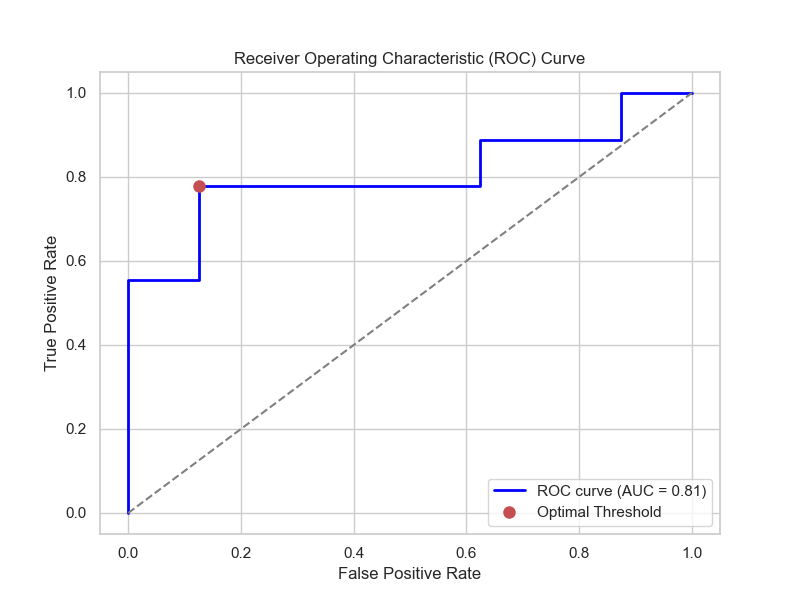 Receiver Operating Characteristic (ROC) Curve
True Positive Rate
1.0
0.8
0.6
0.4
0.2
0.0
ROC curve (AUC = 0.81)
Optimal Threshold
0.0 0.2 0.4 0.6 0.8 1.0
False Positive Rate